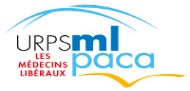 URPS ml
LES MÉDECINS LIBÉRAUX paca